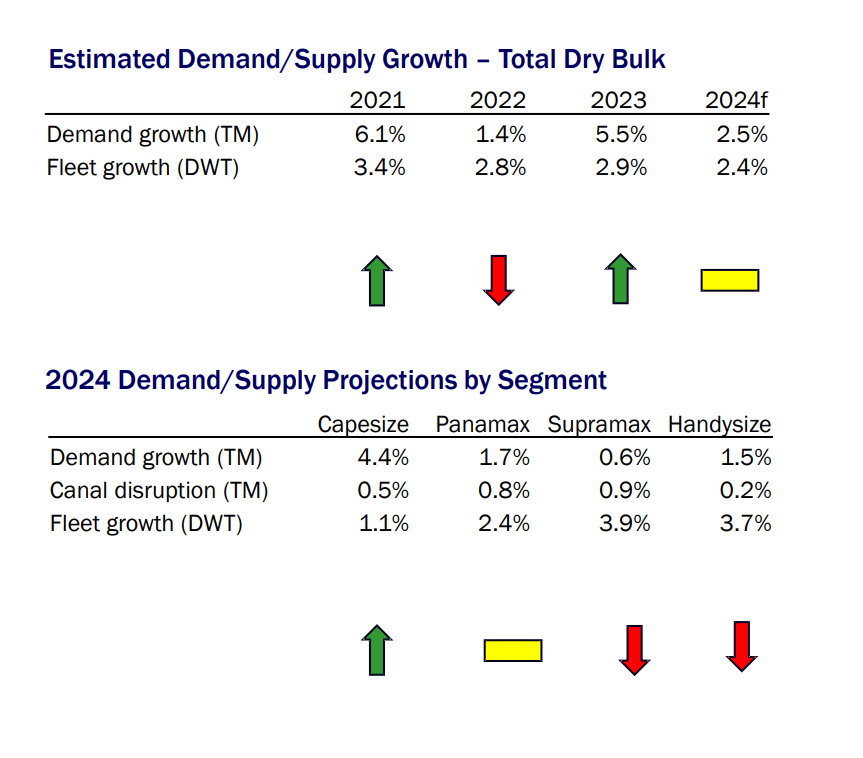 Estimated Demand/Supply Growth – Total Dry Bulk
2021 2022 2023 2024f
Demand growth (TM) 6.1% 1.4% 5.5% 2.5%
Fleet growth (DWT) 3.4% 2.8% 2.9% 2.4%
2024 Demand/Supply Projections by Segment
Capesize Panamax Supramax Handysize
Demand growth (TM) 4.4% 1.7% 0.6% 1.5%
Canal disruption (TM) 0.5% 0.8% 0.9% 0.2%
Fleet growth (DWT) 1.1% 2.4% 3.9% 3.7%